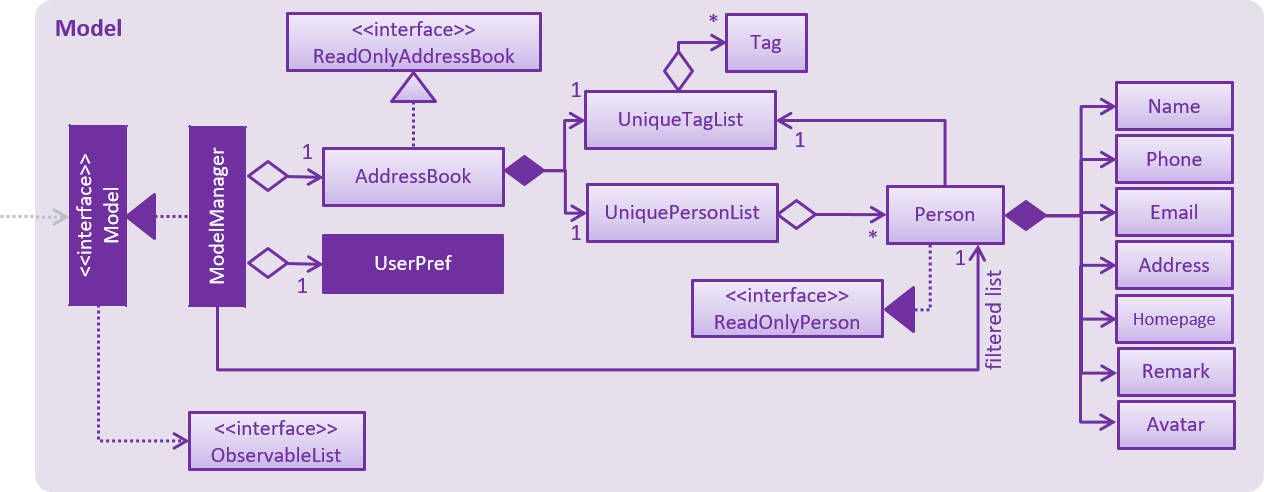 Model
<<interface>>
ReadOnlyAddressBook
*
Tag
1
UniqueTagList
1
Name
Phone
Email
Address
Homepage
Remark
Avatar
<<interface>>
Model
ModelManager
1
AddressBook
1
UniquePersonList
*
Person
1
filtered list
1
UserPref
<<interface>>
ReadOnlyPerson
<<interface>>
ObservableList